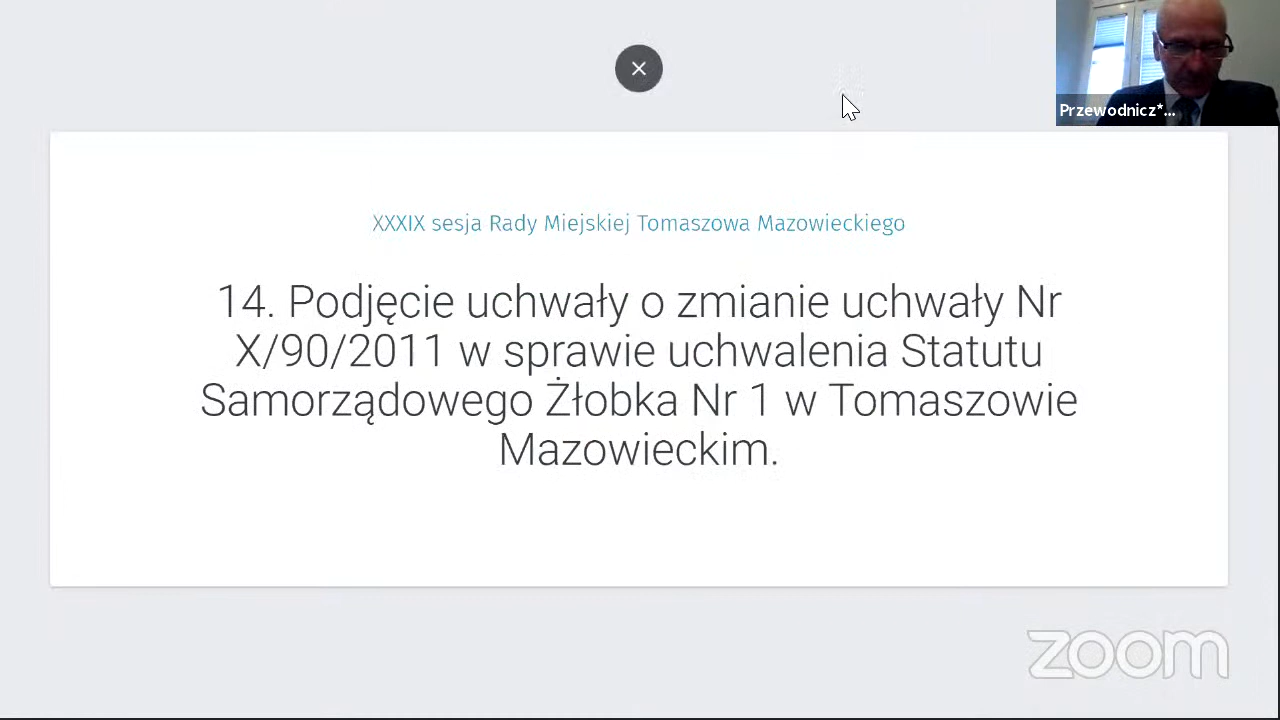 Przewodnicz*...
XXXIX sesja Rady Miejskiej Tomaszowa Mazowieckiego
14. Podjęcie uchwały o zmianie uchwały Nr
X/90/2011 w sprawie uchwalenia Statutu
Samorządowego Żłobka Nr 1 w Tomaszowie
Mazowieckim.
zoom